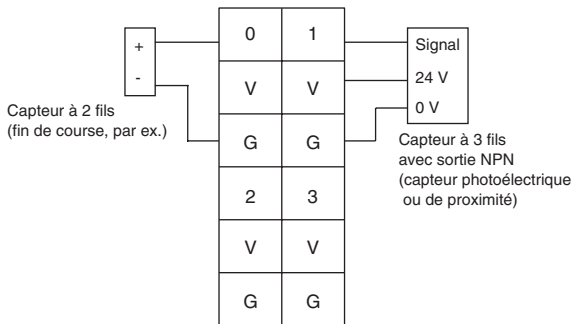 0 1
+
Signal
-
V V
24 V
0 V
Capteur à 2 fils
(fin de course, par ex.)
G G
Capteur à 3 fils
avec sortie NPN
(capteur photoélectrique
ou de proximité)
2 3
V V
G G